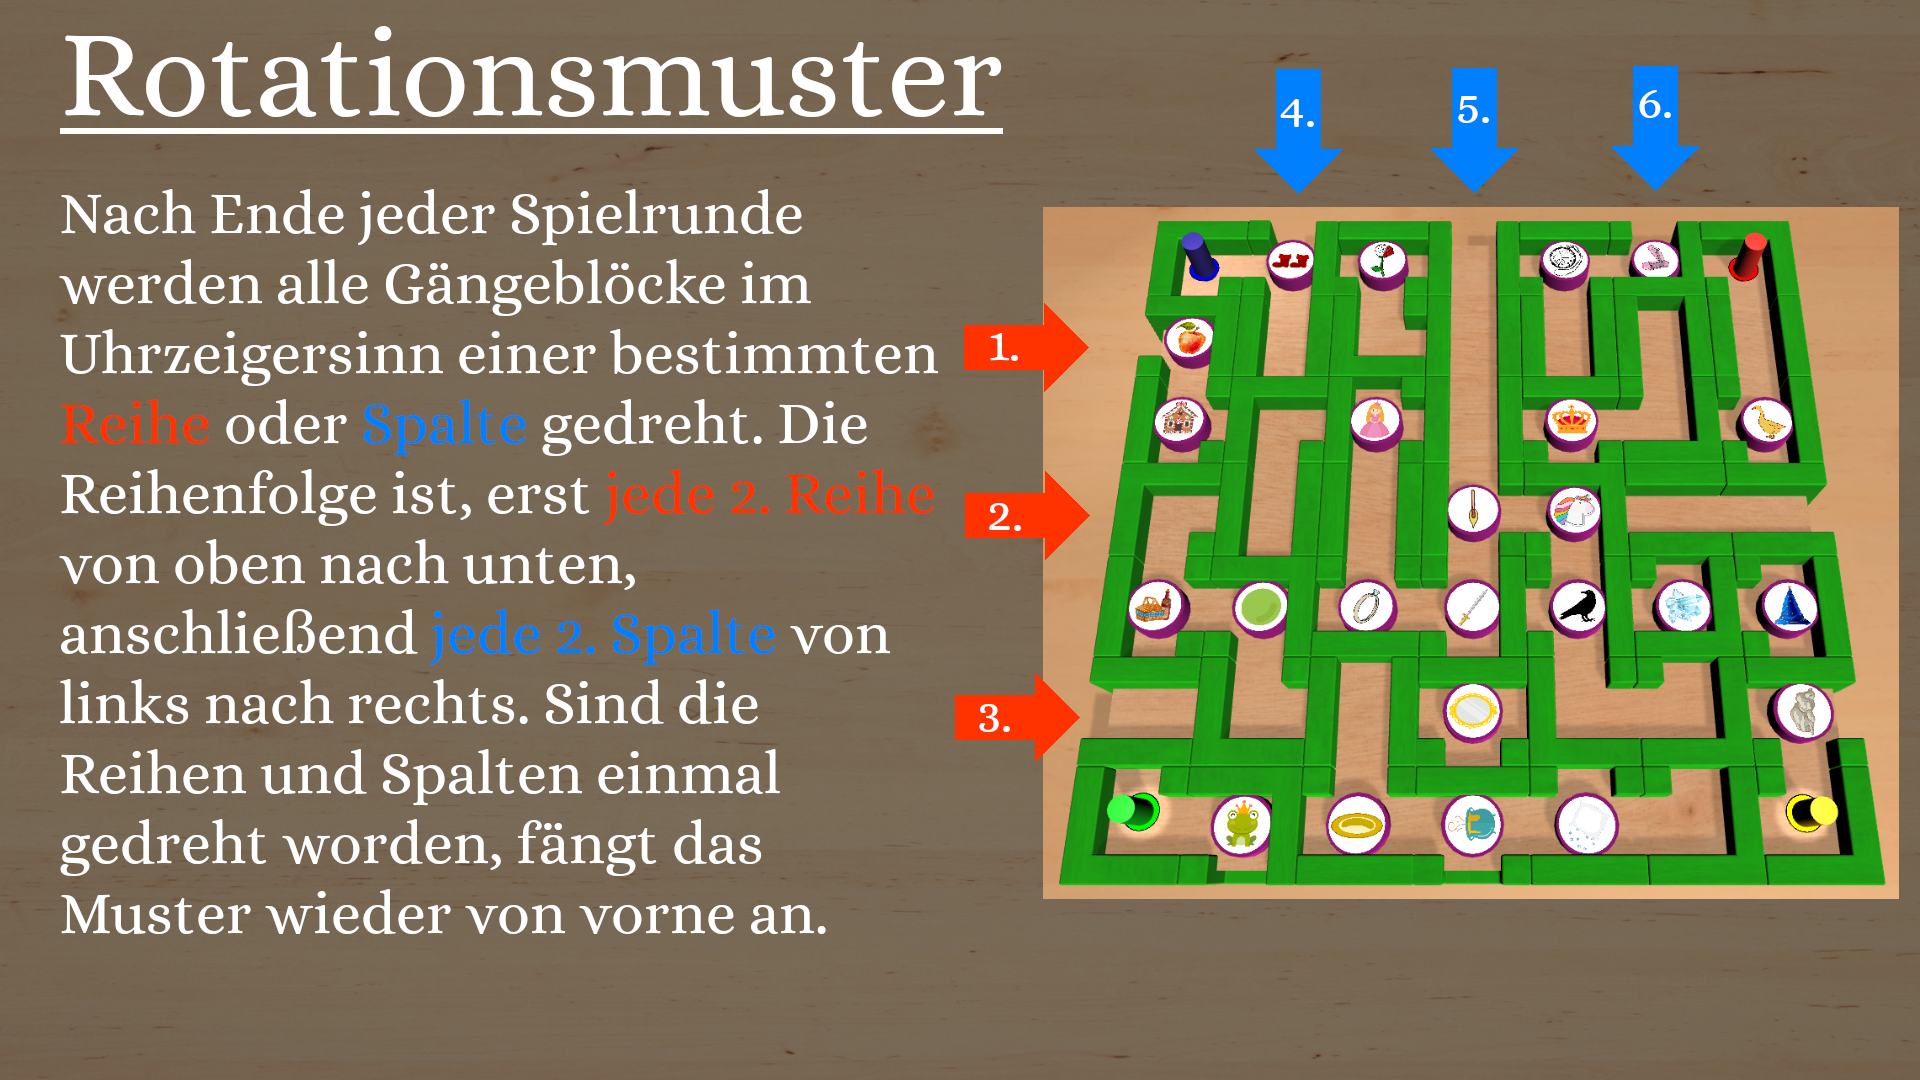 Rotationsmuster
Nach Ende jeder Spielrunde
werden alle Gängeblöcke im
Uhrzeigersinn einer bestimmten
Reihe oder Spalte gedreht. Die
Reihenfolge ist, erst jede 2. Reihe
von oben nach unten,
anschließend jede 2. Spalte von
links nach rechts. Sind die
Reihen und Spalten einmal
gedreht worden, fängt das
Muster wieder von vorne an.
4.
5.
6.
1.
2.
3.